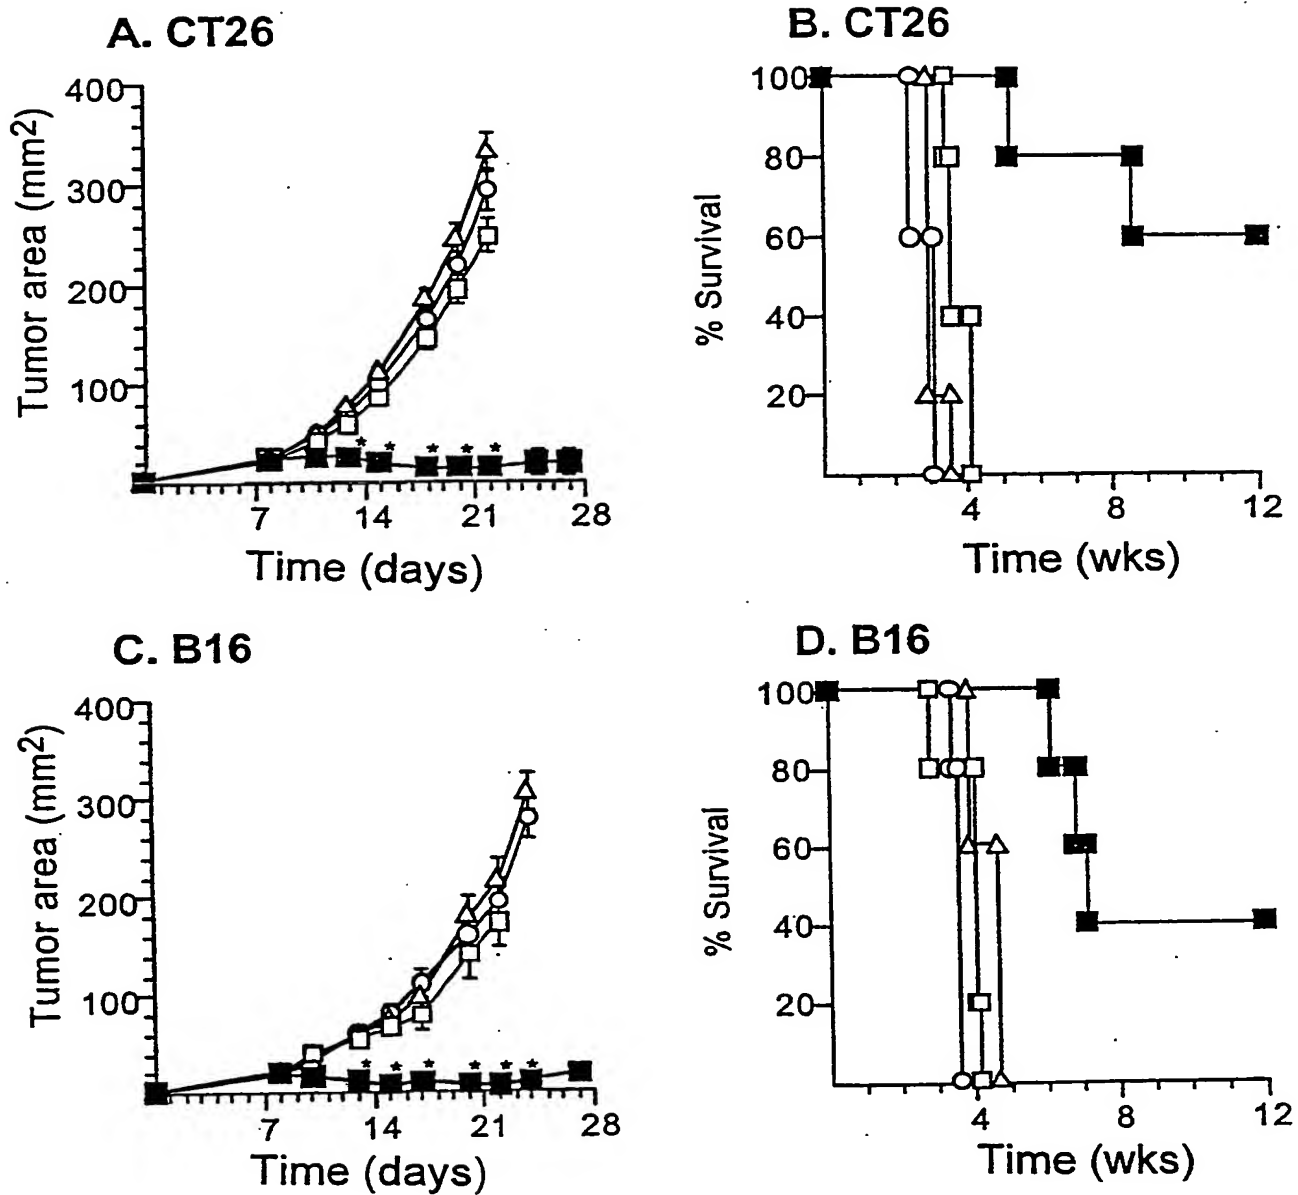 A. CT26
Tumor area (mm2)
400
300
200
100
* * * * *
7 14 21 28
Time (days)
B. CT26
% Survival
100
80
60
40
20
4 8 12
Time (wks)
C. B16
Tumor area (mm2)
400
300
200
100
* * * * * *
7 14 21 28
Time (days)
D. B16
% Survival
100
80
60
40
20
4 8 12
Time (wks)